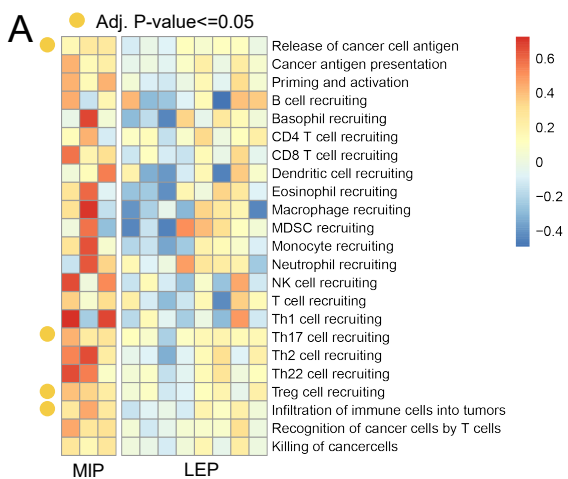 A
Adj. P-value<=0.05
Release of cancer cell antigen
Cancer antigen presentation
Priming and activation
B cell recruiting
Basophil recruiting
CD4 T cell recruiting
CD8 T cell recruiting
Dendritic cell recruiting
Eosinophil recruiting
Macrophage recruiting
MDSC recruiting
Monocyte recruiting
Neutrophil recruiting
NK cell recruiting
T cell recruiting
Th1 cell recruiting
Th17 cell recruiting
Th2 cell recruiting
Th22 cell recruiting
Treg cell recruiting
Infiltration of immune cells into tumors
Recognition of cancer cells by T cells
Killing of cancercells
MIP
LEP
0.6
0.4
0.2
0
−0.2
−0.4